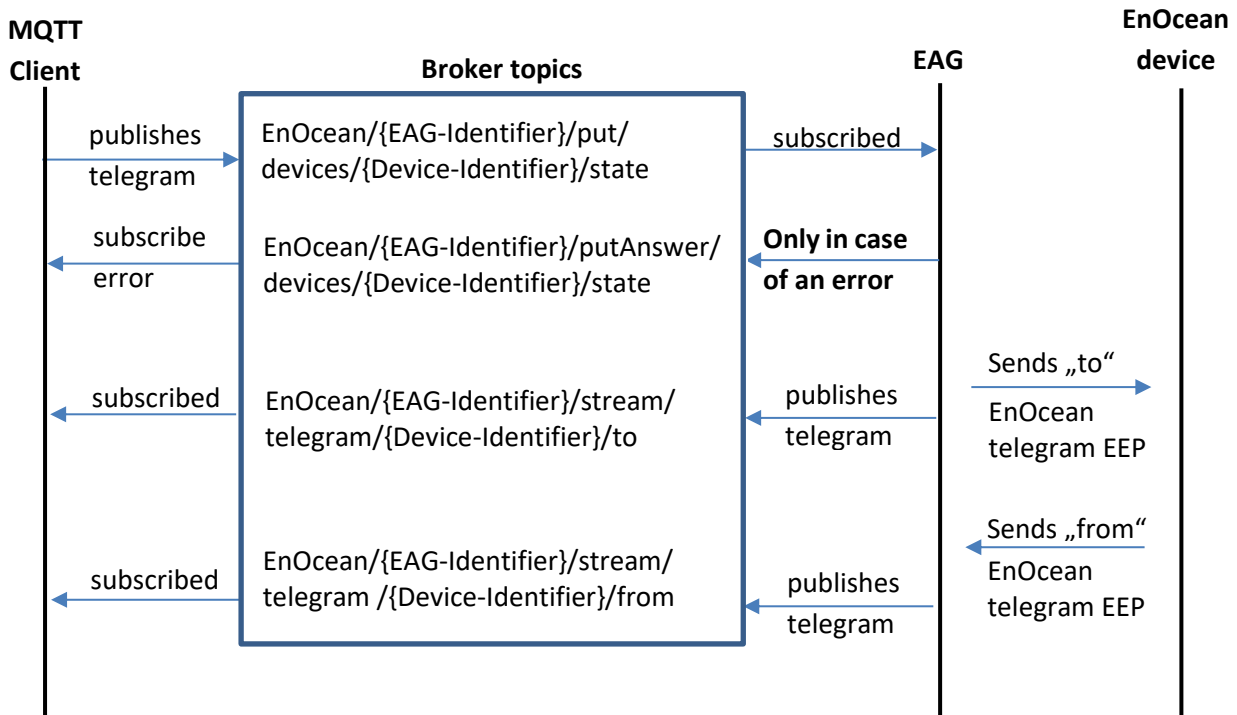 MQTT
Client
Broker topics
EAG
EnOcean
device
publishes
telegram
EnOcean/{EAG-Identifier}/put/
devices/{Device-Identifier}/state
subscribed
subscribe
error
EnOcean/{EAG-Identifier}/putAnswer/
devices/{Device-Identifier}/state
Only in case
of an error
subscribed
EnOcean/{EAG-Identifier}/stream/
telegram/{Device-Identifier}/to
publishes
telegram
Sends „to“
EnOcean
telegram EEP
subscribed
EnOcean/{EAG-Identifier}/stream/
telegram /{Device-Identifier}/from
publishes
telegram
Sends „from“
EnOcean
telegram EEP